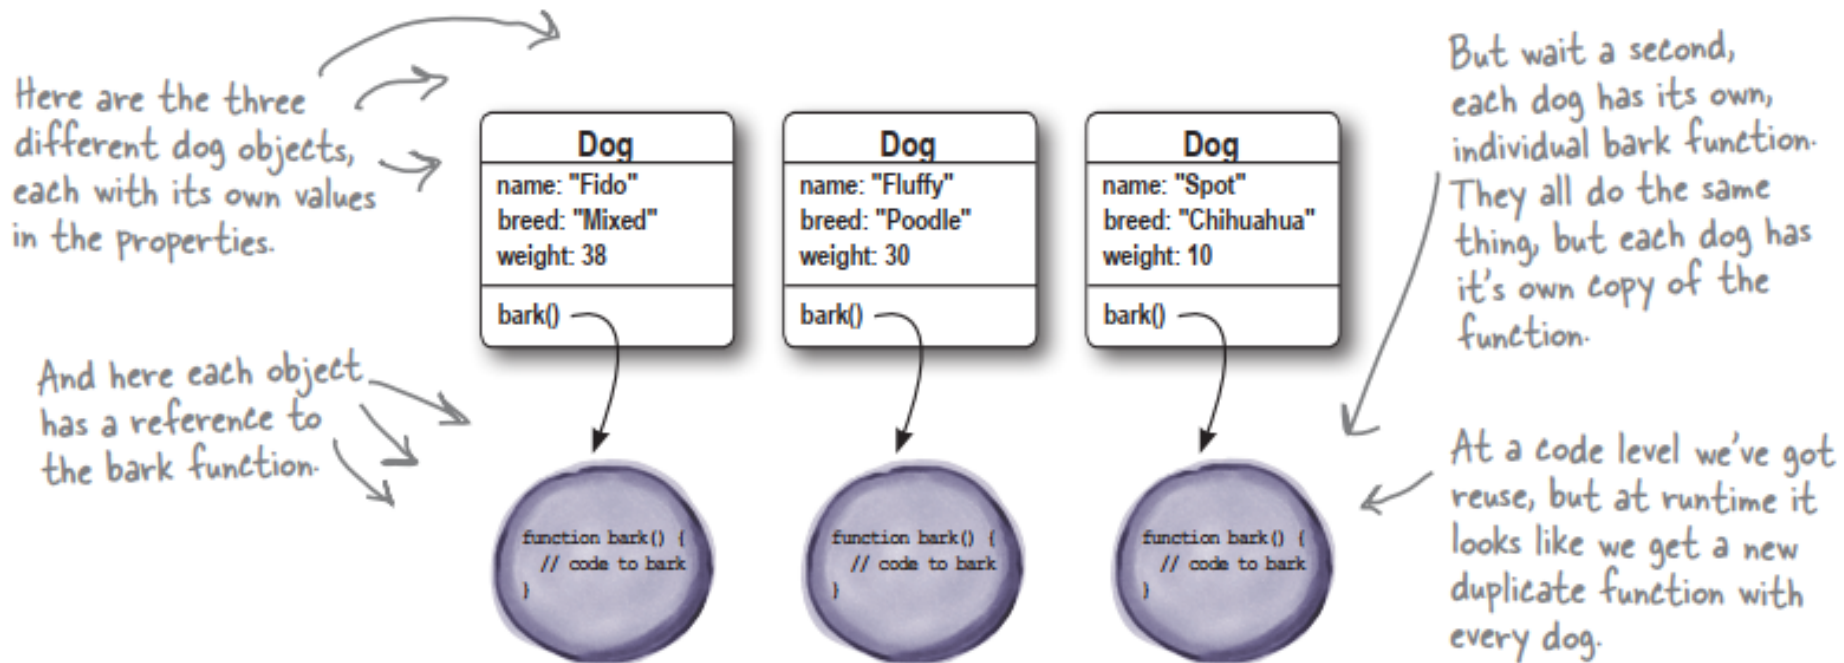 Here are the three
different dog objects,
each with its own values
in the properties.
And here each object
has a reference to
the bark function.
Dog
name: "Fido"
breed: "Mixed"
weight: 38
bark()
function bark() {
// code to bark
}
Dog
name: "Fluffy"
breed: "Poodle"
weight: 30
bark()
function bark() {
// code to bark
}
Dog
name: "Spot"
breed: "Chihuahua"
weight: 10
bark()
function bark() {
// code to bark
}
But wait a second,
each dog has its own,
individual bark function.
They all do the same
thing, but each dog has
it's own copy of the
function.
At a code level we've got
reuse, but at runtime it
looks like we get a new
duplicate function with
every dog.